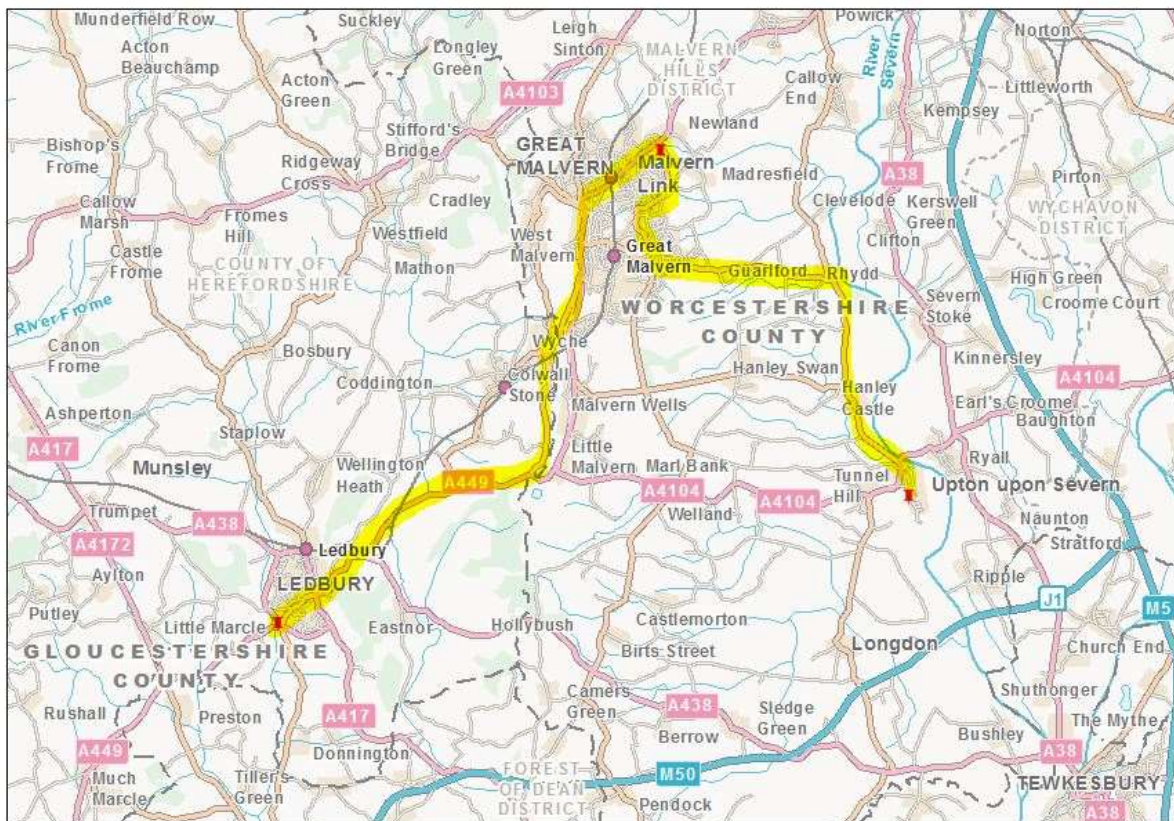 Munderfield Row
Suckley
Leigh
Sinton
Powick
Norton
Acton
Beauchamp
Longley
Green
MALVERN
HILLS
DISTRICT
River
Severn
Acton
Green
A4103
Callow
End
Littleworth
Kempsey
Newland
Stifford's
Bridge
Bishop's
Frome
GREAT
MALVERN
Malvern
Link
Ridgeway
Cross
Madresfield
A38
Pirton
Callow
Marsh
Cradley
Clevelode
Kerswell
Green
WYCHAVON
DISTRICT
Fromes
Hill
Westfield
West
Malvern
Clifton
Castle
Frome
Mathon
Great
Malvern
Guarlford
Rhydd
High Green
COUNTY OF
HEREFORDSHIRE
Croome Court
WORCESTERSHIRE
COUNTY
Severn
Stoke
River Frome
Canon
Frome
Bosbury
Wyche
Kinnersley
Coddington
Colwall
Stone
Hanley Swan
A4104
Hanley
Castle
Ashperton
Malvern Wells
Earl's Croome
Baughton
A417
Staplow
Little
Malvern
Munsley
Wellington
Heath
A449
Marl Bank
Tunnel
Hill
Ryall
A4104
A4104
Upton upon Severn
Trumpet
A438
Welland
Naunton
Stratford
A4172
Ledbury
Aylton
LEDBURY
Ripple
Putley
J1
M5
Little Marcle
Eastnor
Hollybush
Castlemorton
Longdon
Church End
GLOUCESTERSHIRE
COUNTY
Birts Street
Shuthonger
Rushall
Preston
A417
Camers
Green
A438
Sledge
Green
The Mythe
Berrow
Bushley
A449
Donnington
A38
Much
Marcle
Tiller's
Green
FOREST
OF DEAN
DISTRICT
M50
TEWKESBURY
Pendock
A38